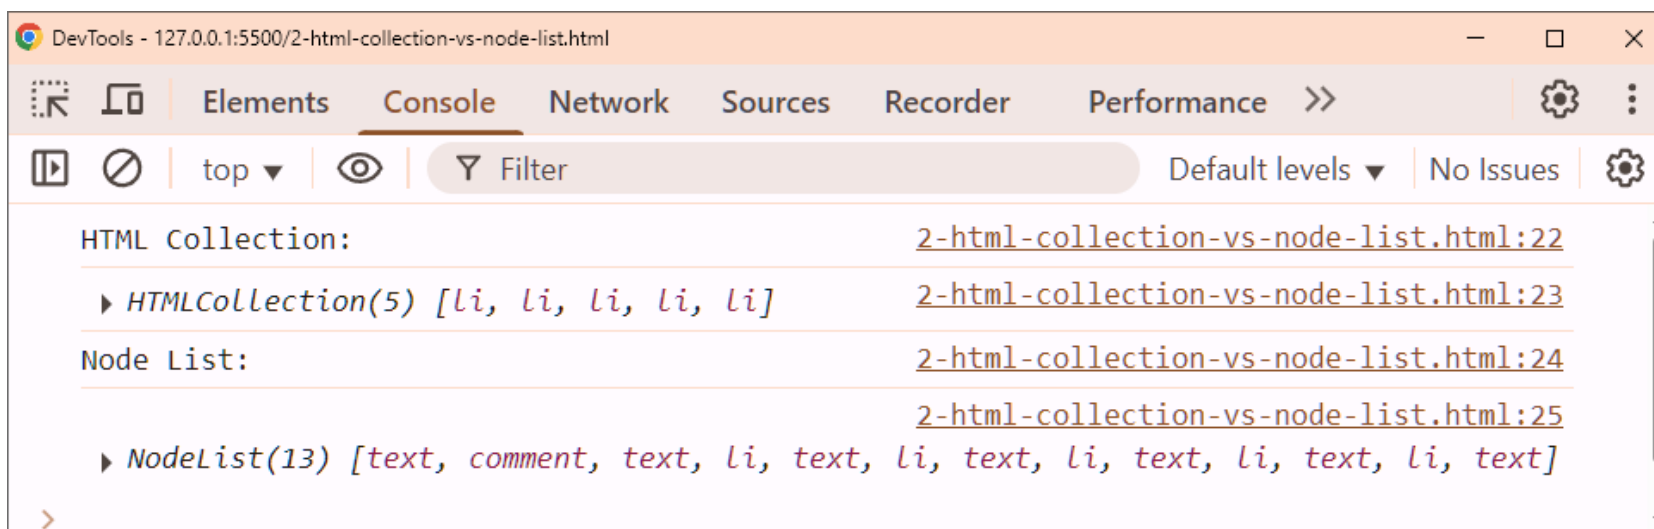 DevTools - 127.0.0.1:5500/2-html-collection-vs-node-list.html
Elements Console Network Sources Recorder Performance
top Filter Default levels No Issues
HTML Collection: 2-html-collection-vs-node-list.html:22
HTMLCollection(5) [li, li, li, li, li] 2-html-collection-vs-node-list.html:23
Node List: 2-html-collection-vs-node-list.html:24
2-html-collection-vs-node-list.html:25
NodeList(13) [text, comment, text, li, text, li, text, li, text, li, text, li, text]